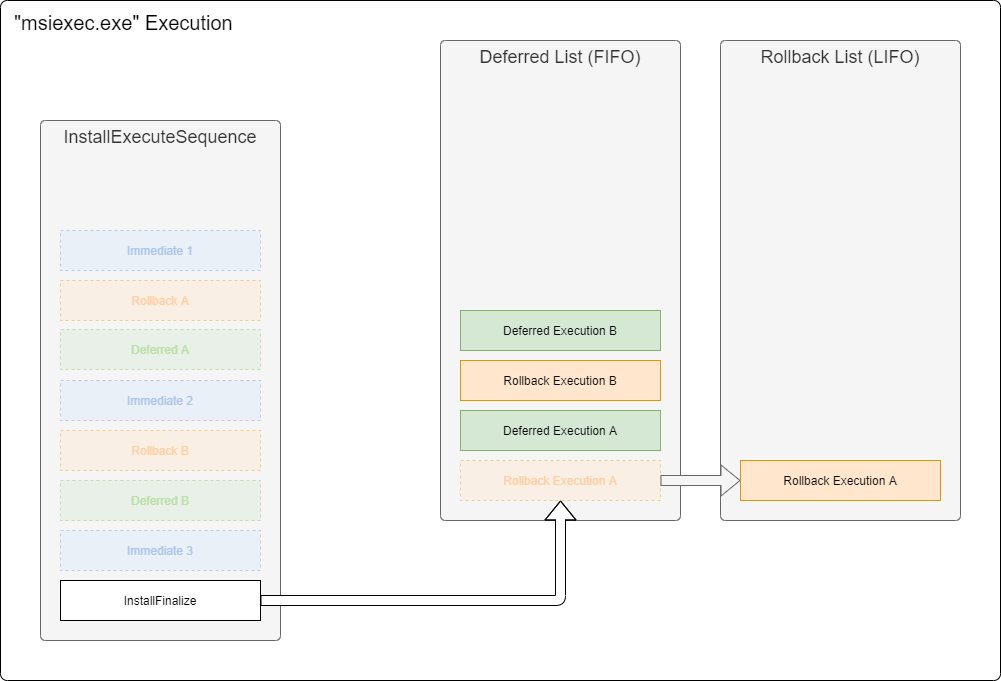 "msiexec.exe" Execution
InstallExecuteSequence
Immediate 1
Rollback A
Deferred A
Immediate 2
Rollback B
Deferred B
Immediate 3
InstallFinalize
Deferred List (FIFO)
Deferred Execution B
Rollback Execution B
Deferred Execution A
Rollback Execution A
Rollback List (LIFO)
Rollback Execution A